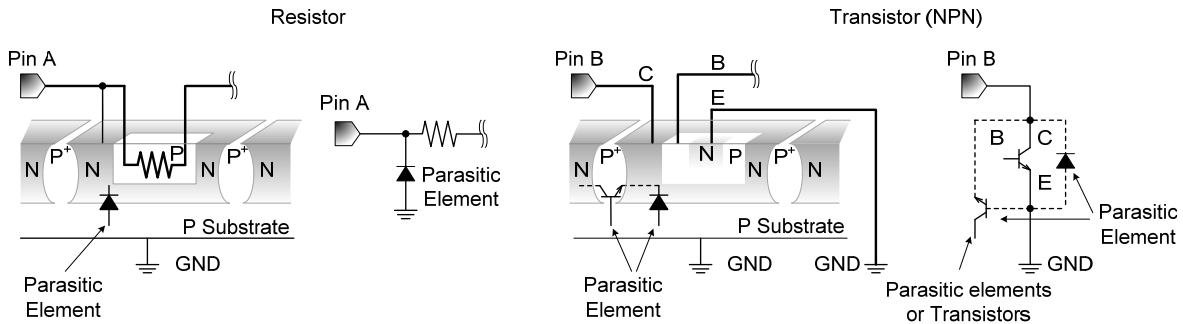 Resistor
Transistor (NPN)
Pin A
Pin A
N
P+
N
P
N
P+
N
Parasitic
Element
P Substrate
GND
Parasitic
Element
Pin B
C
B
E
N
P+
N
N
P
N
P+
N
P Substrate
GND
GND
Parasitic
Element
Pin B
B
C
E
Parasitic
Element
GND
Parasitic elements
or Transistors